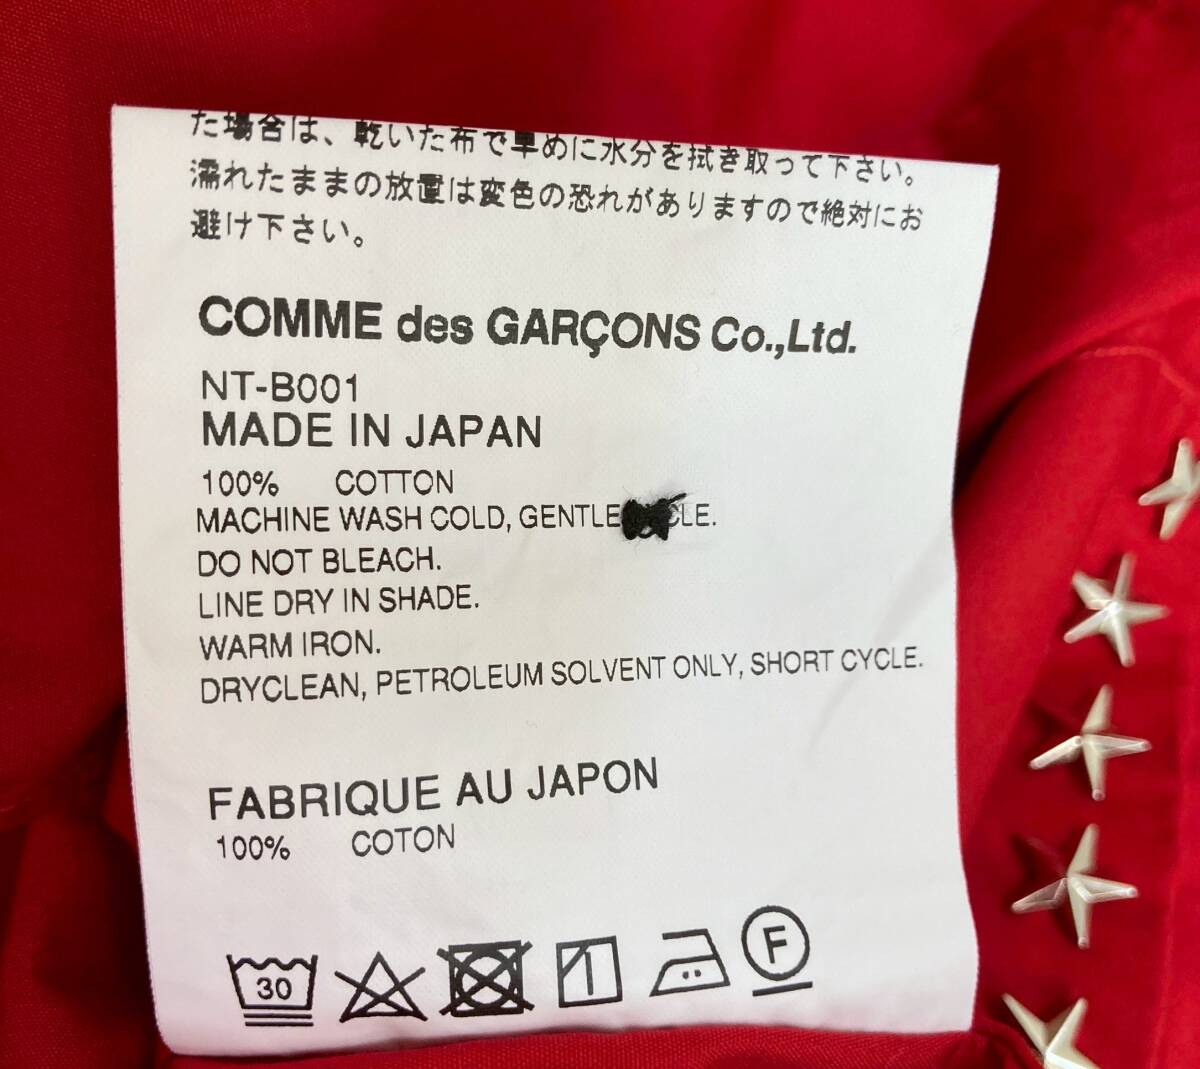 た場合は、乾いた布で早めに水分を拭き取って下さい。
濡れたままの放置は変色の恐れがありますので絶対にお
避け下さい。
COMME des GARÇONS Co.,Ltd.
NT-B001
MADE IN JAPAN
100% COTTON
MACHINE WASH COLD, GENTLE
DO NOT BLEACH.
LINE DRY IN SHADE.
WARM IRON.
DRYCLEAN, PETROLEUM SOLVENT ONLY, SHORT CYCLE.
FABRIQUE AU JAPON
100% COTON
30 F